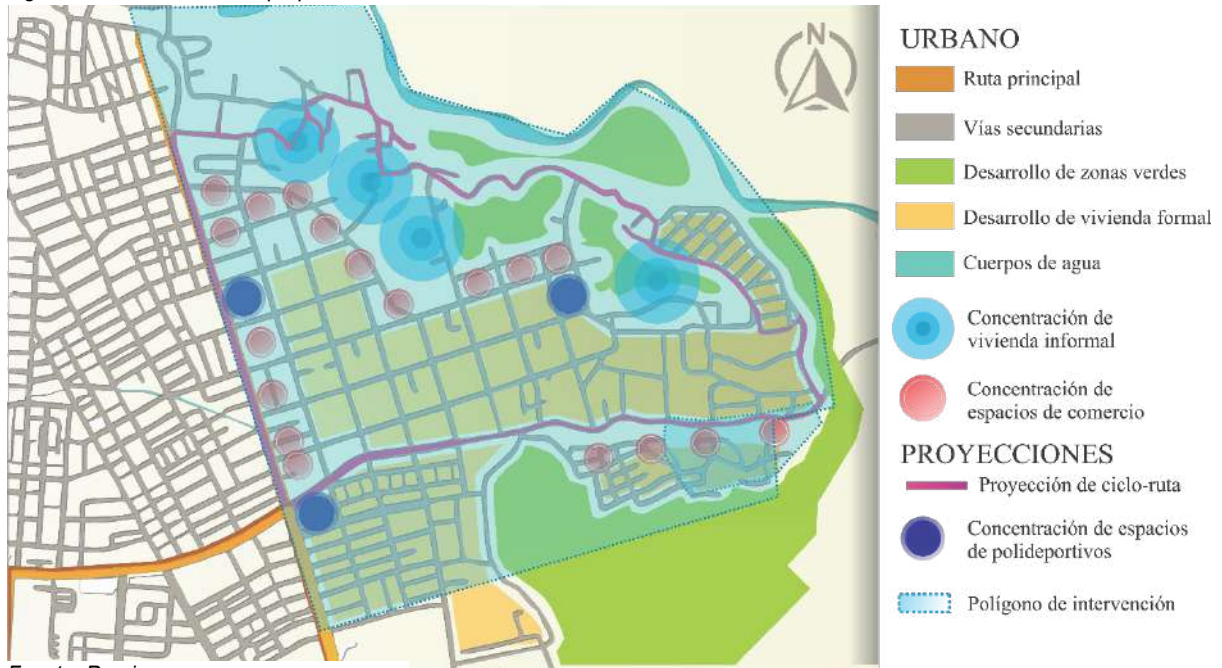 N
URBANO
Ruta principal
Vías secundarias
Desarrollo de zonas verdes
Desarrollo de vivienda formal
Cuerpos de agua
Concentración de
vivienda informal
Concentración de
espacios de comercio
PROYECCIONES
Proyección de ciclo-ruta
Concentración de espacios
de polideportivos
Polígono de intervención